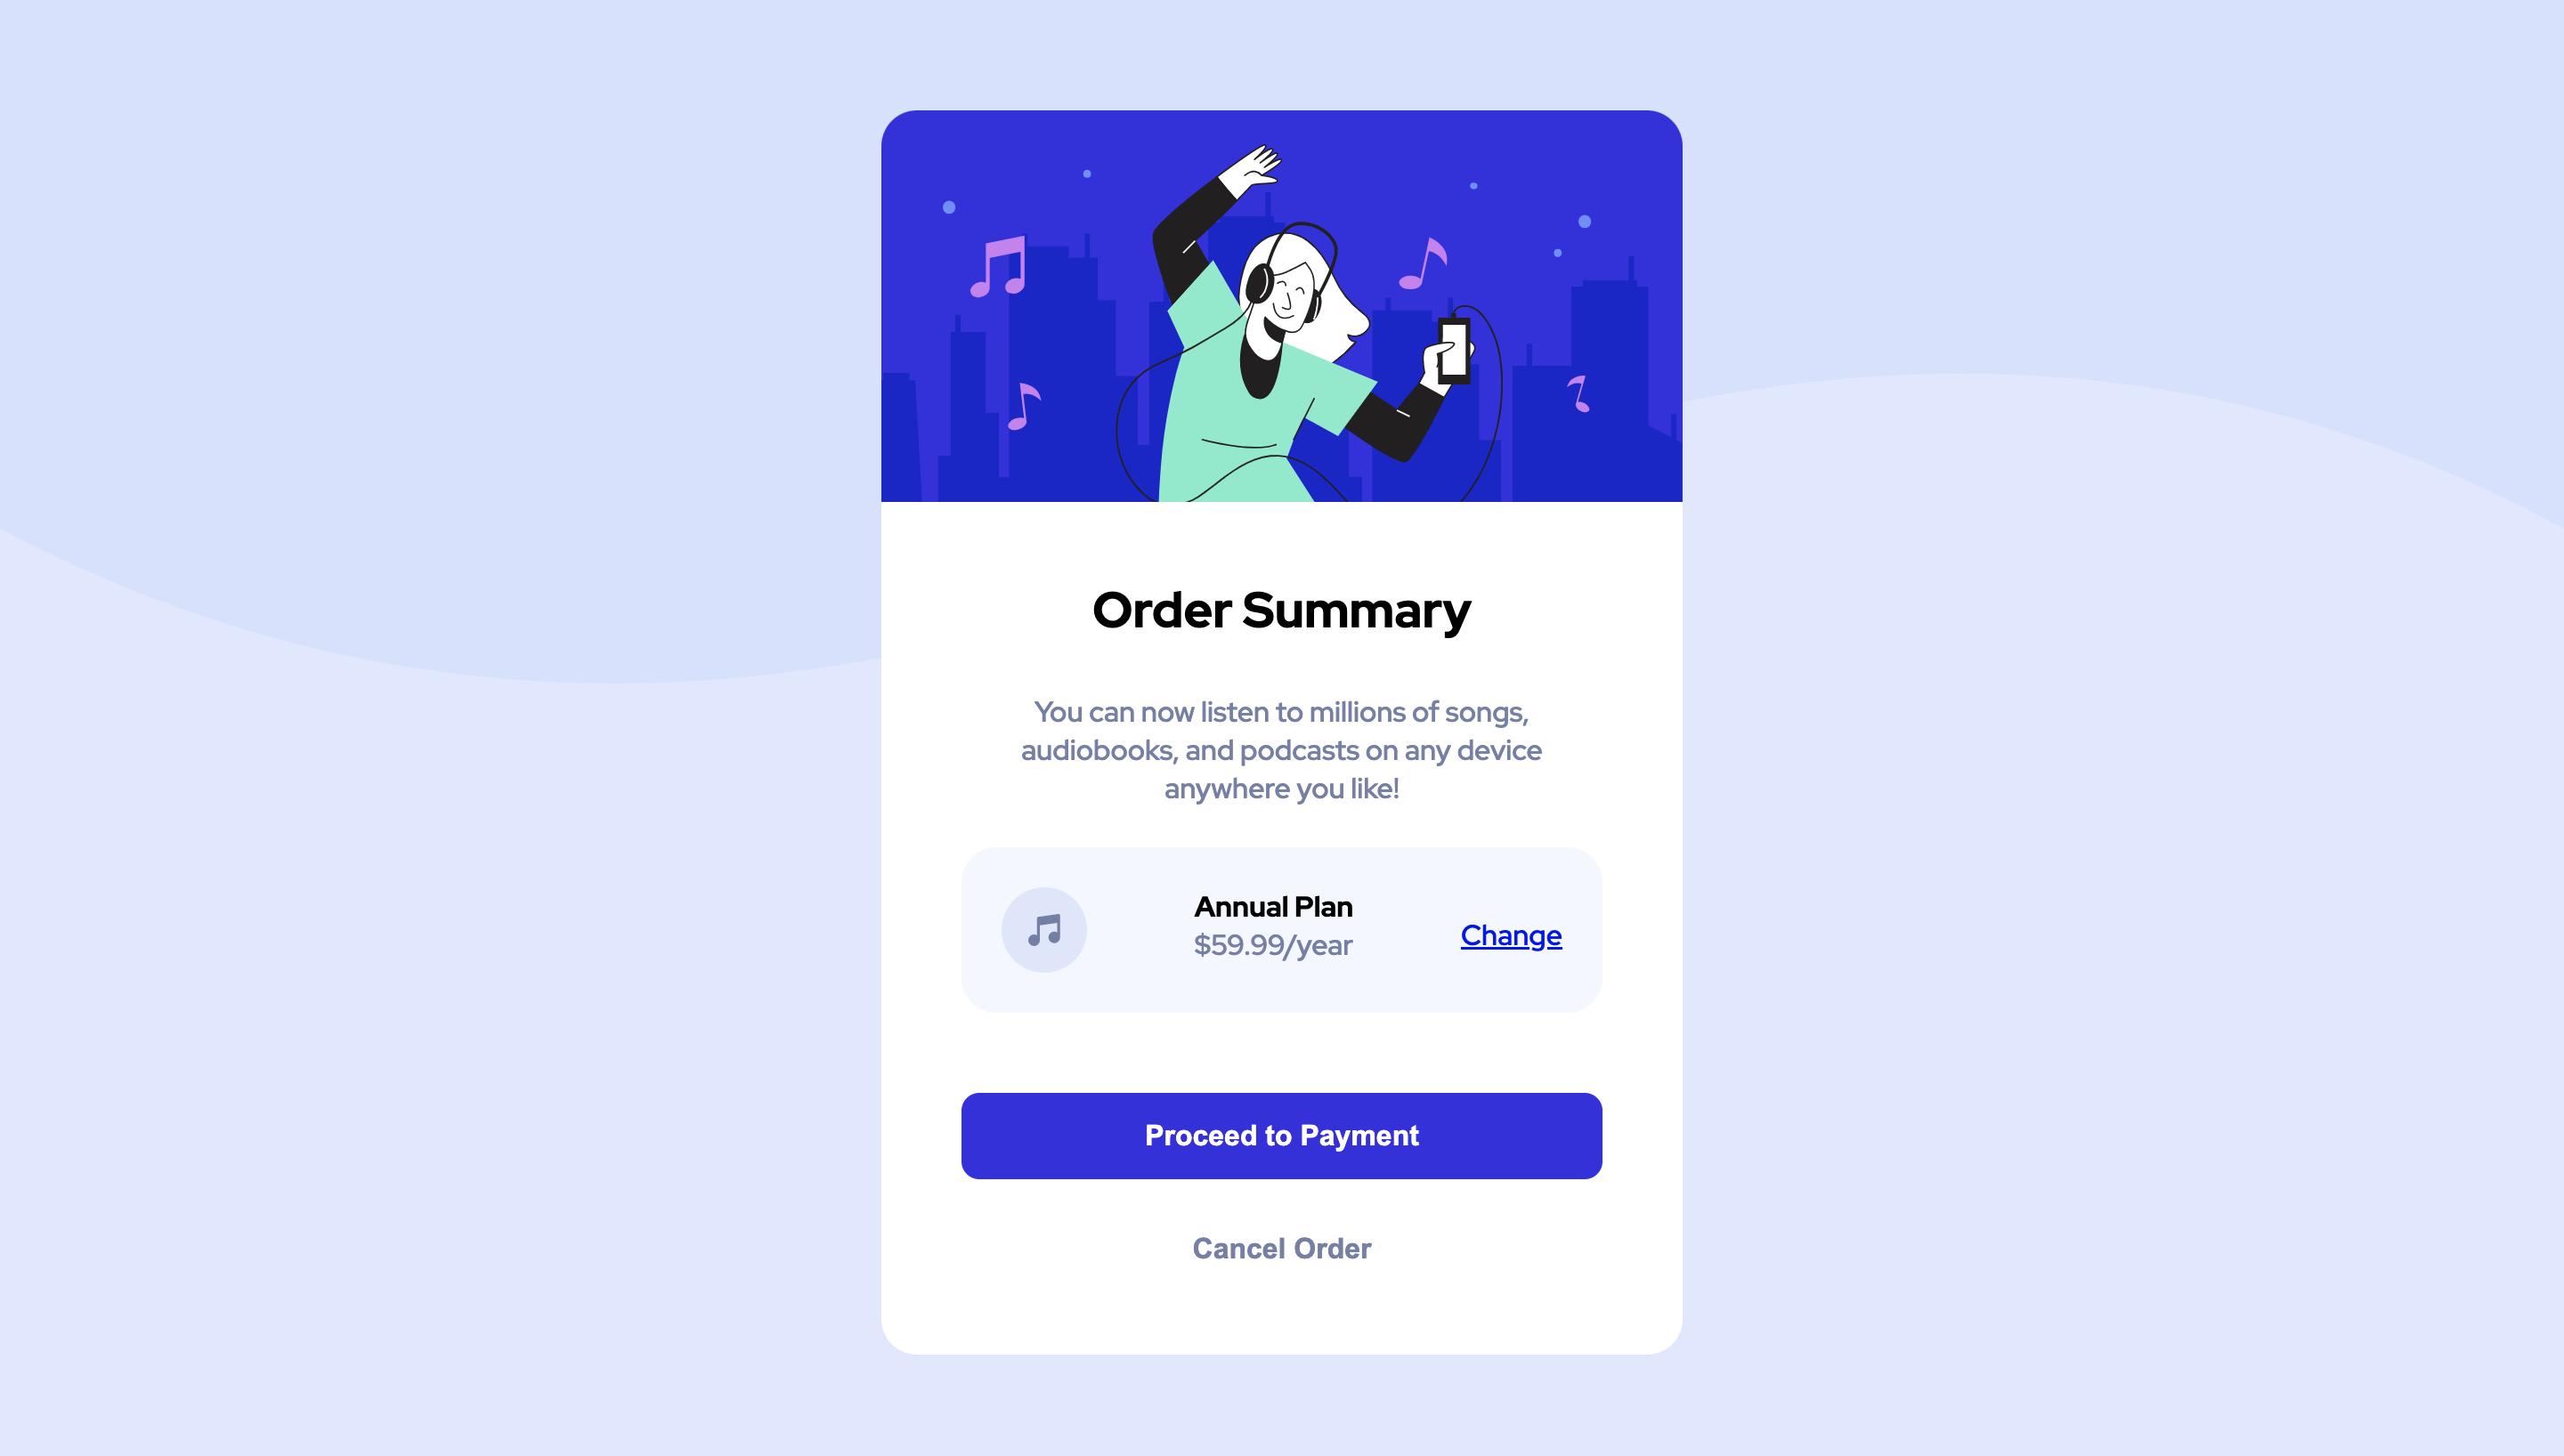 Order Summary
You can now listen to millions of songs,
audiobooks, and podcasts on any device
anywhere you like!
Annual Plan
$59.99/year
Change
Proceed to Payment
Cancel Order